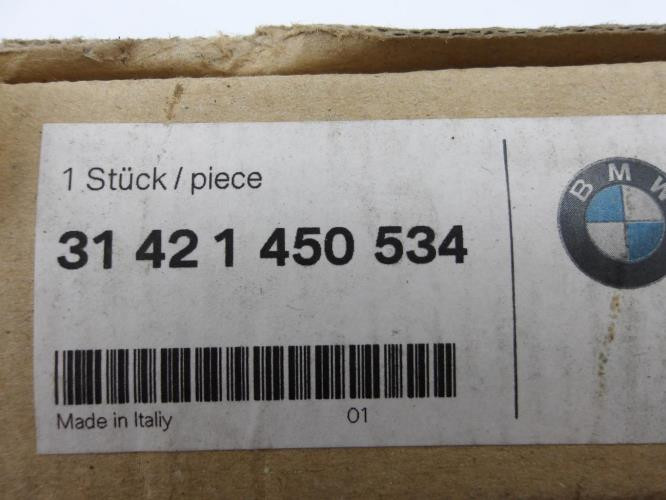 1 Stück / piece
31 42 1 450 534
BMW
Made in Italiy
01